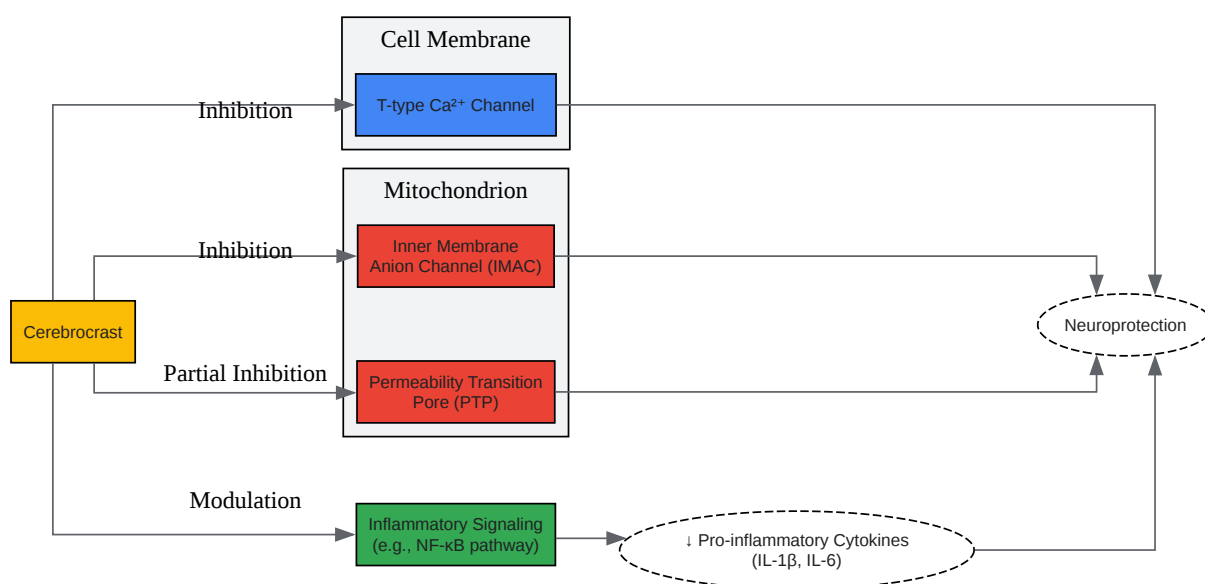 Cell Membrane
T-type Ca²⁺ Channel
Inhibition
Mitochondrion
Inhibition
Inner Membrane
Anion Channel (IMAC)
Cerebrocrast
Neuroprotection
Partial Inhibition
Permeability Transition
Pore (PTP)
Modulation
Inflammatory Signaling
(e.g., NF-κB pathway)
↓ Pro-inflammatory Cytokines
(IL-1β, IL-6)